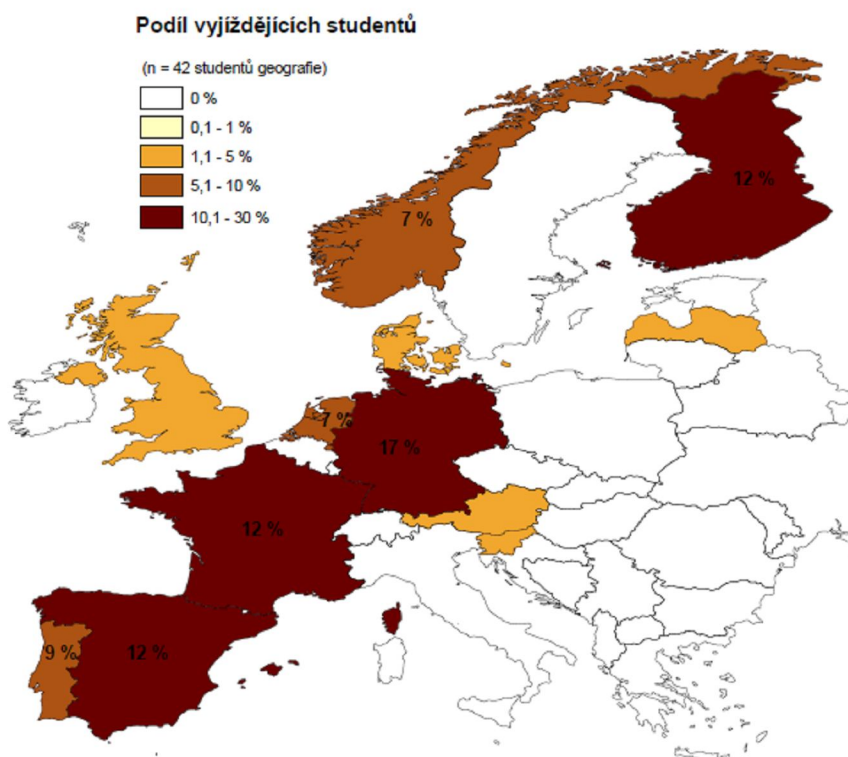 Podíl vyjíždějících studentů
(n = 42 studentů geografie)
0 %
0,1 - 1 %
1,1 - 5 %
5,1 - 10 %
10,1 - 30 %
12 %
7 %
7 %
17 %
12 %
9 %
12 %